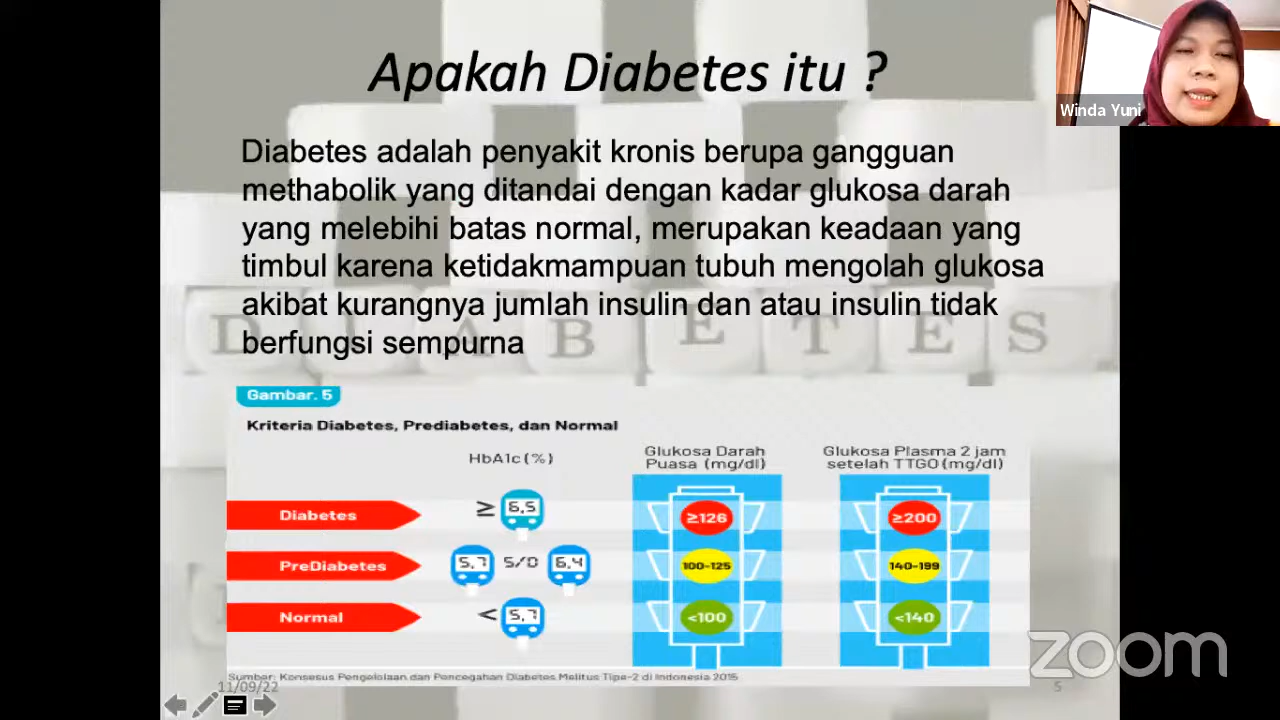 Apakah Diabetes itu ?
Winda Yuni
Diabetes adalah penyakit kronis berupa gangguan
methabolik yang ditandai dengan kadar glukosa darah
yang melebihi batas normal, merupakan keadaan yang
timbul karena ketidakmampuan tubuh mengolah glukosa
akibat kurangnya jumlah insulin dan atau insulin tidak
berfungsi sempurna
DIABETES
Gambar. 5
Kriteria Diabetes, Prediabetes, dan Normal
HbA1c (%)
Glukosa Darah
Puasa (mg/dl)
Glukosa Plasma 2 jam
setelah TTGO (mg/dl)
Diabetes ≥ 6,5 ≥126 ≥200
PreDiabetes 5,7 S/D 6,4 100-125 140-199
Normal < 5,7 <100 <140
zoom
Sumber: Konsesus Pengelolaan dan Pencegahan Diabetes Melitus Tipe-2 di Indonesia 2015
11/09/22
5